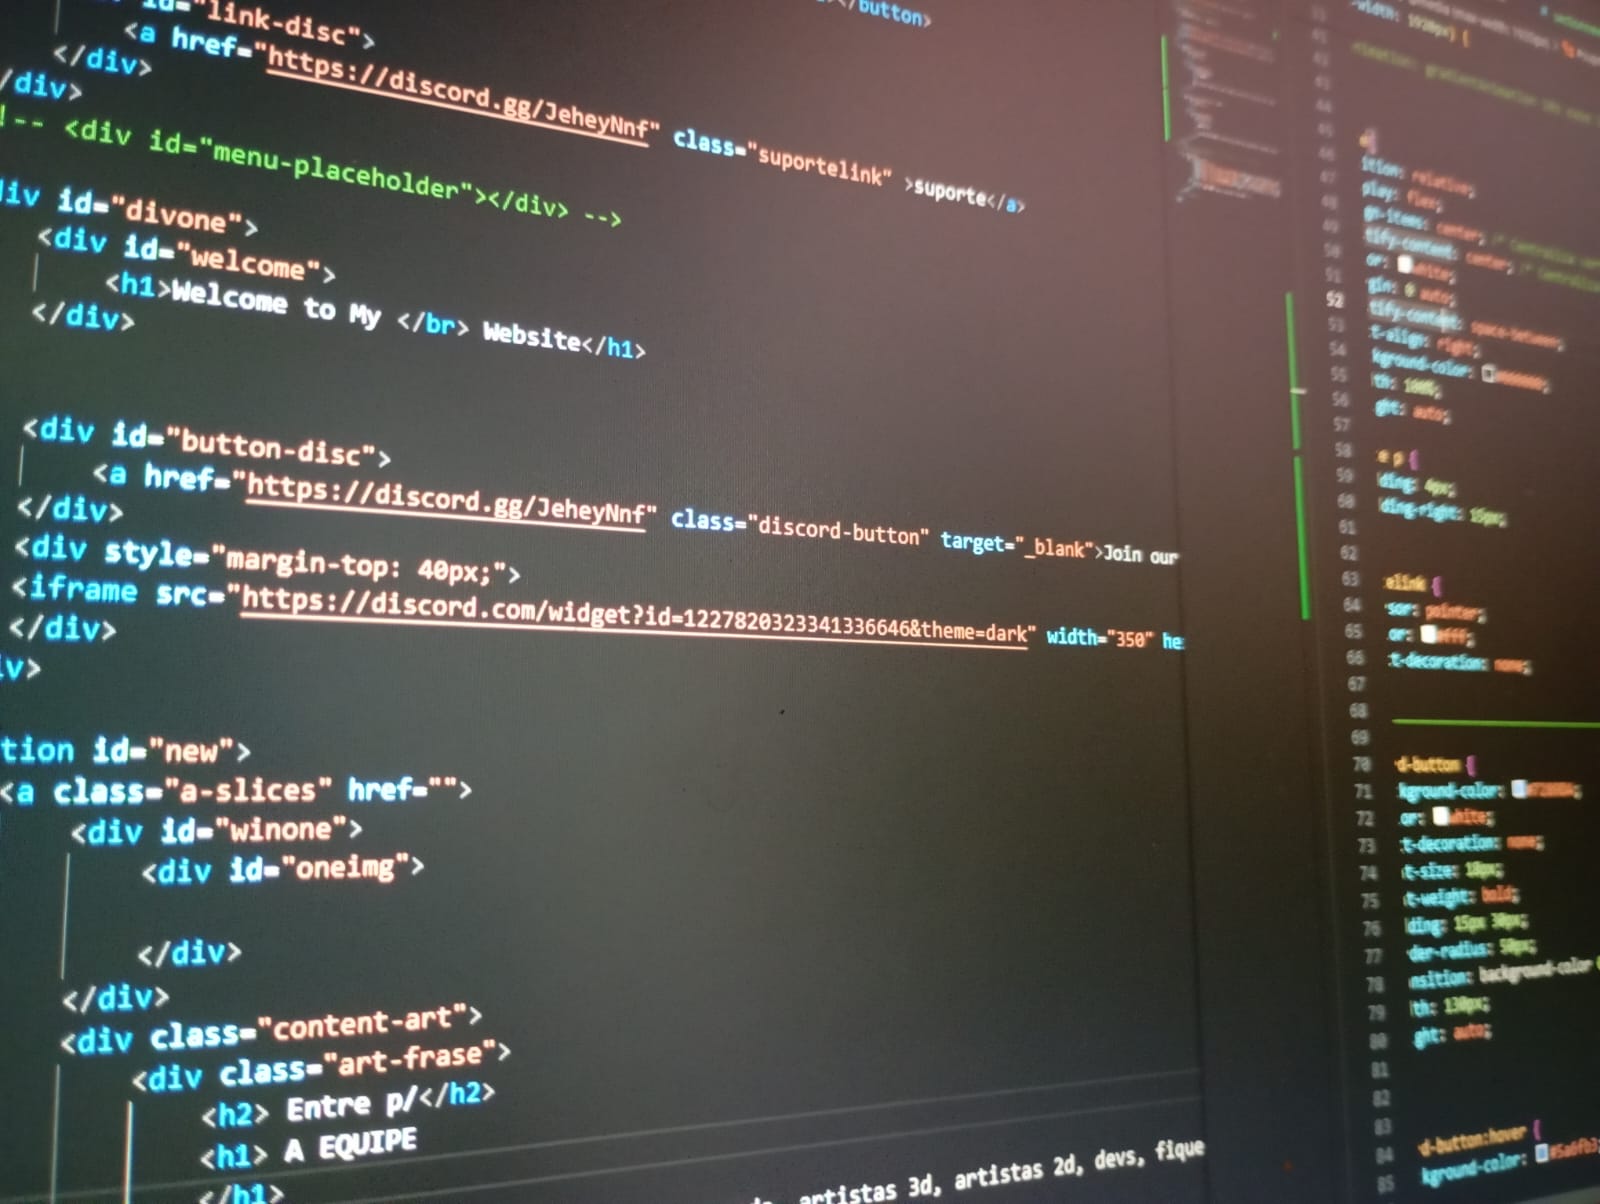 </button>
id="link-disc">
<a href="https://discord.gg/JeheyNnf" class="suportelink" >suporte</a>
</div>
/div>
!-- <div id="menu-placeholder"></div> -->
div id="divone">
<div id="welcome">
<h1>Welcome to My </br> Website</h1>
</div>
<div id="button-disc">
<a href="https://discord.gg/JeheyNnf" class="discord-button" target="_blank">Join our
</div>
<div style="margin-top: 40px;">
<iframe src="https://discord.com/widget?id=1227820323341336646&theme=dark" width="350" he
</div>
iv>
tion id="new">
<a class="a-slices" href="">
<div id="winone">
<div id="oneimg">
</div>
</div>
<div class="content-art">
<div class="art-frase">
<h2> Entre p/</h2>
<h1> A EQUIPE
</h1>
artistas 3d, artistas 2d, devs, fique
width: 1920px) {
ition: relative;
play: flex;
gn-items: center;
tify-content: center;
or: white;
gin: 0 auto;
52 tify-content: space-between;
53 t-align: right;
54 kground-color:
55 th: 100%;
56 ght: auto;
57
58 e p {
59 ding: 4px;
60 ding-right: 15px;
61
62
63 elink {
64 sor: pointer;
65 or: #fff;
66 t-decoration: none;
67
68
69
70 d-button {
71 kground-color:
72 or: white;
73 t-decoration: none;
74 t-size: 18px;
75 t-weight: bold;
76 ding: 15px 30px;
77 der-radius: 50px;
78 nsition: background-color
79 th: 130px;
80 ght: auto;
81
82
83
84 d-button:hover {
85 kground-color: #5a6fb3